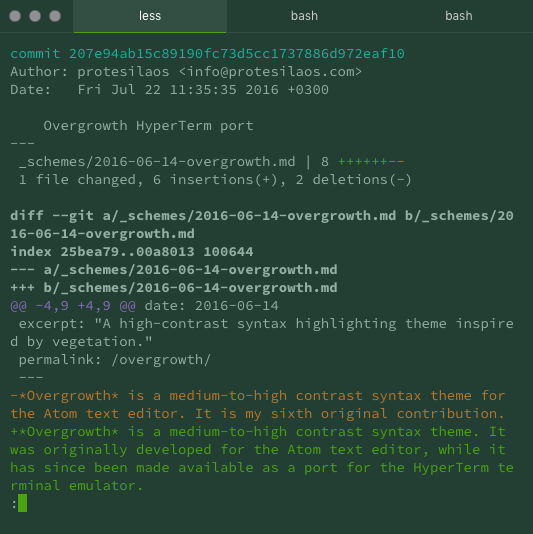 less bash bash
commit 207e94ab15c89190fc73d5cc1737886d972eaf10
Author: protesilaos <info@protesilaos.com>
Date:   Fri Jul 22 11:35:35 2016 +0300
    Overgrowth HyperTerm port
---
 _schemes/2016-06-14-overgrowth.md | 8 ++++++--
 1 file changed, 6 insertions(+), 2 deletions(-)
diff --git a/_schemes/2016-06-14-overgrowth.md b/_schemes/20
16-06-14-overgrowth.md
index 25bea79..00a8013 100644
--- a/_schemes/2016-06-14-overgrowth.md
+++ b/_schemes/2016-06-14-overgrowth.md
@@ -4,9 +4,9 @@ date: 2016-06-14
 excerpt: "A high-contrast syntax highlighting theme inspire
d by vegetation."
 permalink: /overgrowth/
 ---
-*Overgrowth* is a medium-to-high contrast syntax theme for
the Atom text editor. It is my sixth original contribution.
+*Overgrowth* is a medium-to-high contrast syntax theme. It
was originally developed for the Atom text editor, while it
has since been made available as a port for the HyperTerm te
rminal emulator.
: